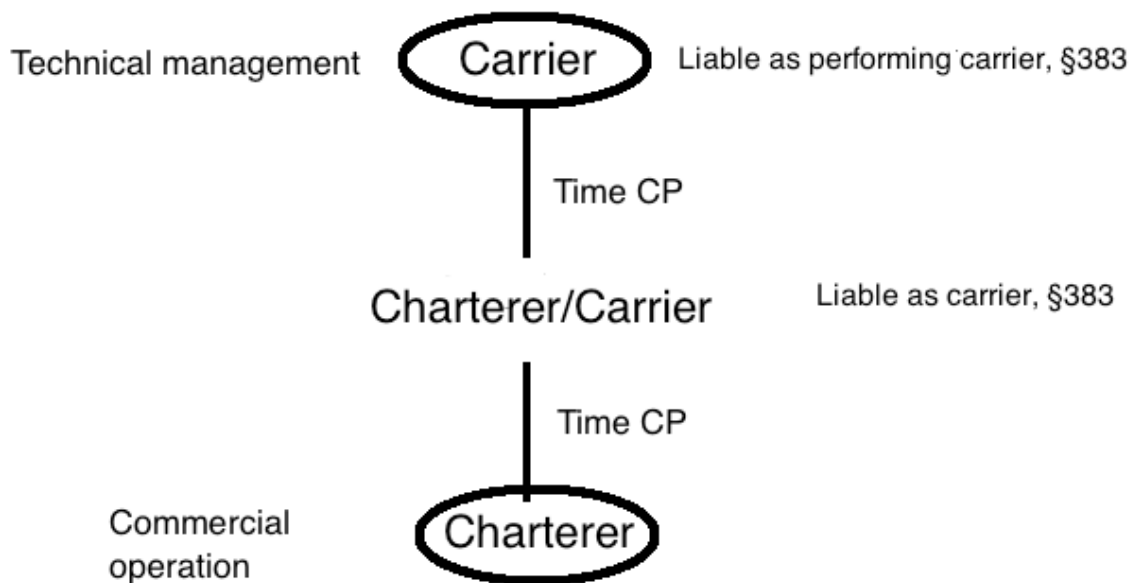 Technical management
Carrier
Liable as performing carrier, §383
Time CP
Charterer/Carrier
Liable as carrier, §383
Time CP
Commercial
operation
Charterer